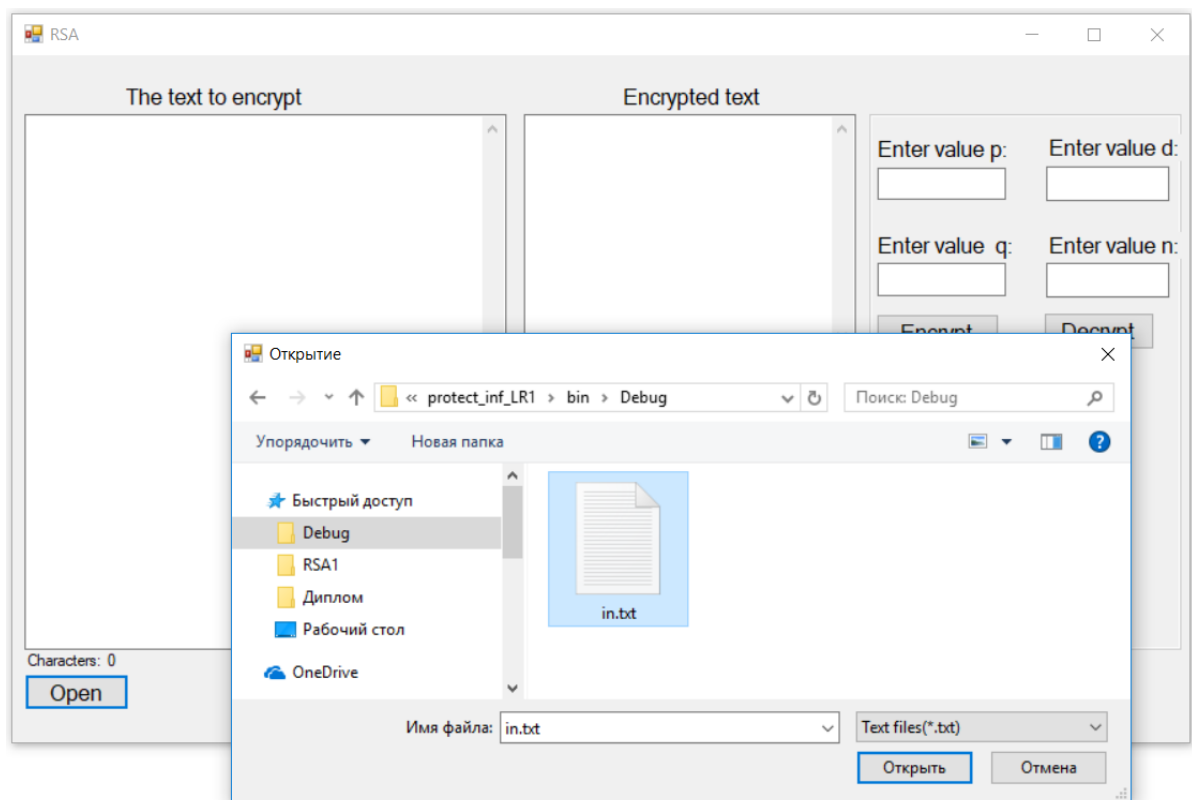 RSA
The text to encrypt
Encrypted text
Enter value p:
Enter value d:
Enter value  q:
Enter value n:
Encrypt
Decrypt
Открытие
« protect_inf_LR1 > bin > Debug
Поиск: Debug
Упорядочить
Новая папка
Быстрый доступ
Debug
RSA1
Диплом
Рабочий стол
OneDrive
in.txt
Characters: 0
Open
Имя файла:
in.txt
Text files(*.txt)
Открыть
Отмена